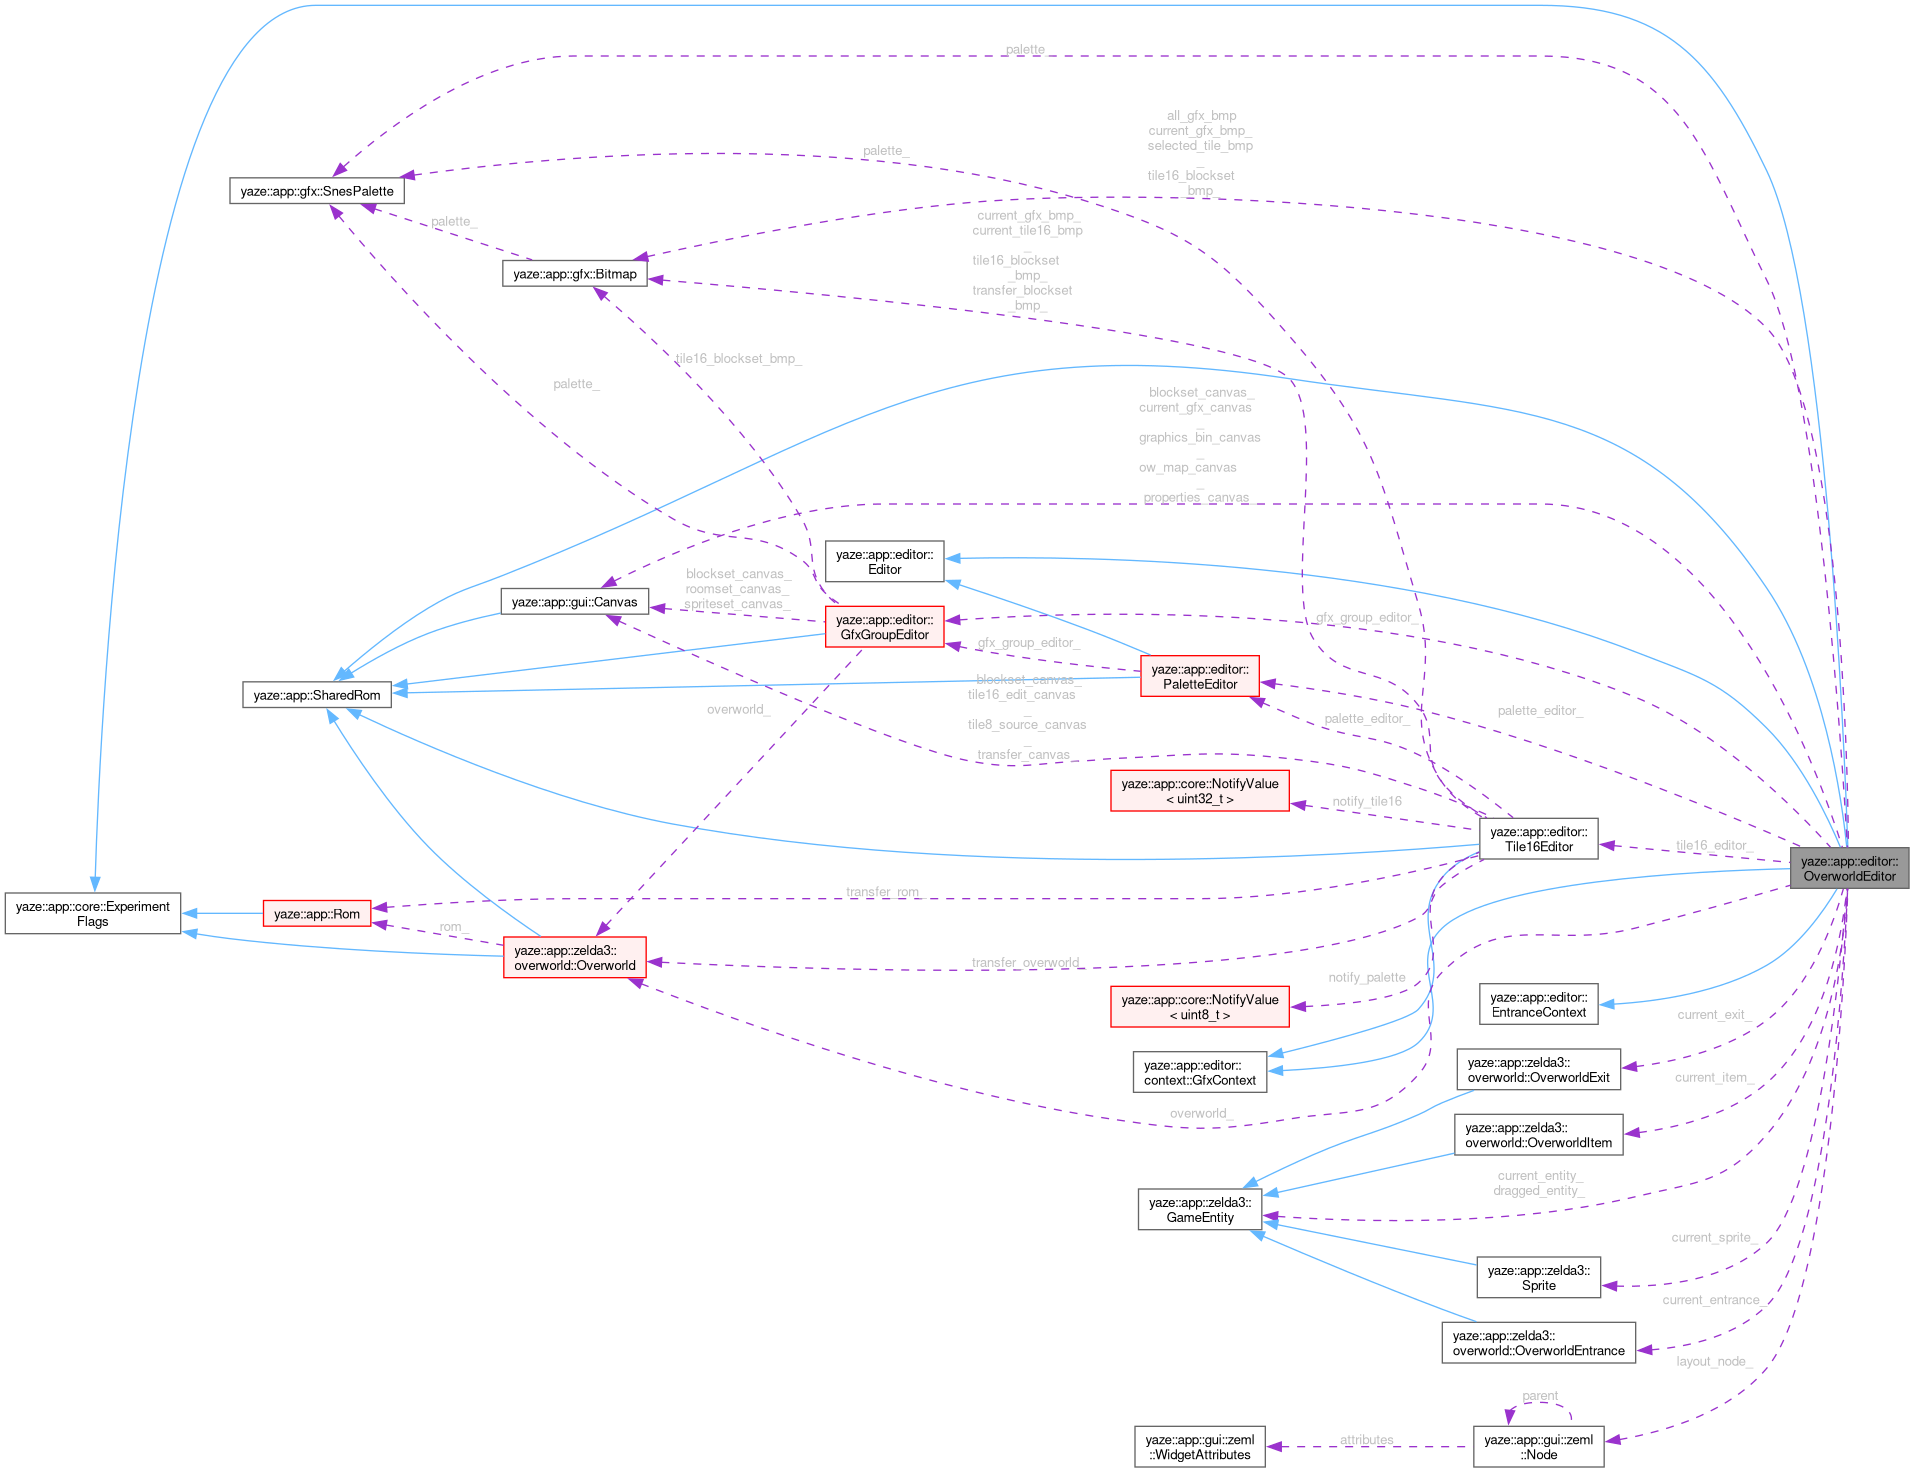 palette_
all_gfx_bmp
current_gfx_bmp_
selected_tile_bmp
_
tile16_blockset
_bmp_
palette_
yaze::app::gfx::SnesPalette
palette_
current_gfx_bmp_
current_tile16_bmp
_
tile16_blockset
_bmp_
transfer_blockset
_bmp_
yaze::app::gfx::Bitmap
tile16_blockset_bmp_
palette_
blockset_canvas_
current_gfx_canvas
_
graphics_bin_canvas
_
ow_map_canvas
_
properties_canvas
yaze::app::editor::
Editor
blockset_canvas_
roomset_canvas_
spriteset_canvas_
yaze::app::gui::Canvas
yaze::app::editor::
GfxGroupEditor
gfx_group_editor_
gfx_group_editor_
yaze::app::editor::
PaletteEditor
yaze::app::SharedRom
blockset_canvas_
tile16_edit_canvas
_
tile8_source_canvas
_
transfer_canvas_
overworld_
palette_editor_
palette_editor_
yaze::app::core::NotifyValue
< uint32_t >
notify_tile16
yaze::app::editor::
Tile16Editor
tile16_editor_
yaze::app::editor::
OverworldEditor
yaze::app::core::Experiment
Flags
yaze::app::Rom
transfer_rom
rom_
yaze::app::zelda3::
overworld::Overworld
transfer_overworld
notify_palette
yaze::app::core::NotifyValue
< uint8_t >
yaze::app::editor::
EntranceContext
current_exit_
yaze::app::editor::
context::GfxContext
yaze::app::zelda3::
overworld::OverworldExit
current_item_
overworld_
yaze::app::zelda3::
overworld::OverworldItem
current_entity_
dragged_entity_
yaze::app::zelda3::
GameEntity
current_sprite_
yaze::app::zelda3::
Sprite
current_entrance_
yaze::app::zelda3::
overworld::OverworldEntrance
layout_node_
parent
yaze::app::gui::zeml
::WidgetAttributes
attributes
yaze::app::gui::zeml
::Node